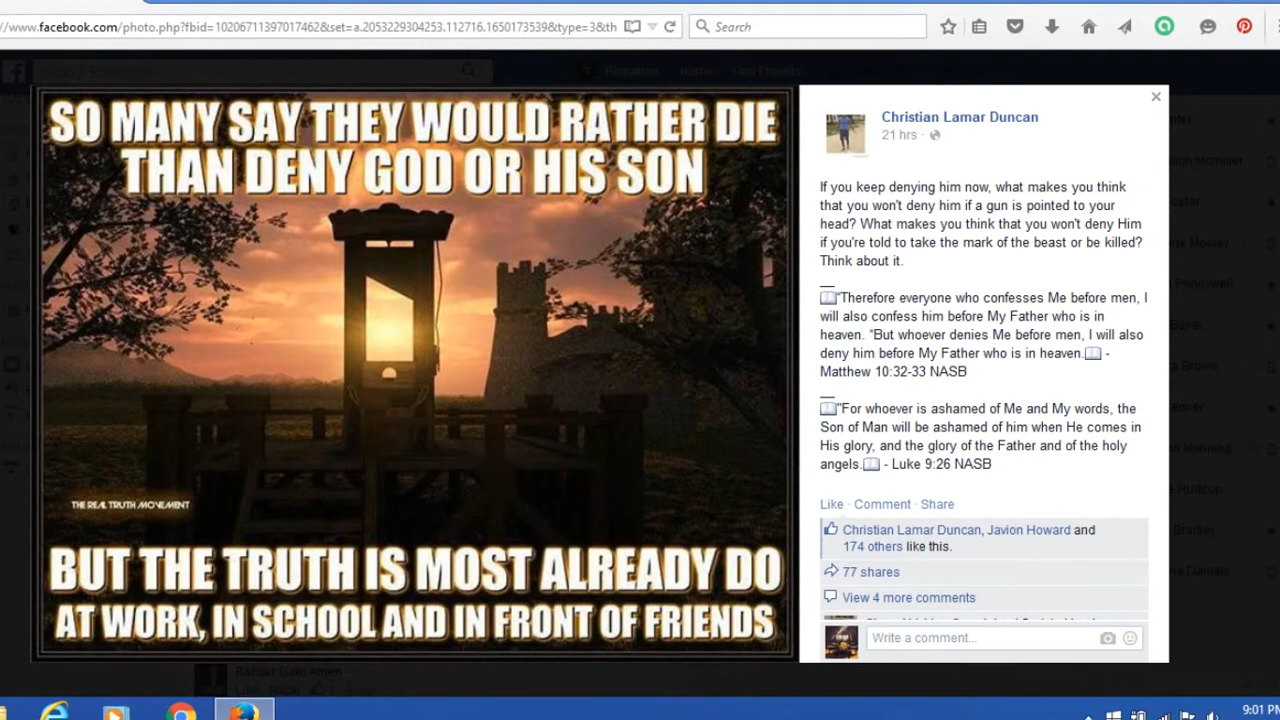 /www.facebook.com/photo.php?fbid=10206711397017462&set=a.2053229304253.112716.1650173539&type=3&th
Search
Home
Find Friends
SO MANY SAY THEY WOULD RATHER DIE
THAN DENY GOD OR HIS SON
THE REAL TRUTH MOVEMENT
BUT THE TRUTH IS MOST ALREADY DO
AT WORK, IN SCHOOL AND IN FRONT OF FRIENDS
Christian Lamar Duncan
21 hrs ·
If you keep denying him now, what makes you think
that you won't deny him if a gun is pointed to your
head? What makes you think that you won't deny Him
if you're told to take the mark of the beast or be killed?
Think about it.
__
📖"Therefore everyone who confesses Me before men, I
will also confess him before My Father who is in
heaven. “But whoever denies Me before men, I will also
deny him before My Father who is in heaven.📖 -
Matthew 10:32-33 NASB
__
📖"For whoever is ashamed of Me and My words, the
Son of Man will be ashamed of him when He comes in
His glory, and the glory of the Father and of the holy
angels.📖 - Luke 9:26 NASB
Like · Comment · Share
Christian Lamar Duncan, Javion Howard and
174 others like this.
77 shares
View 4 more comments
Write a comment...
9:01 PM